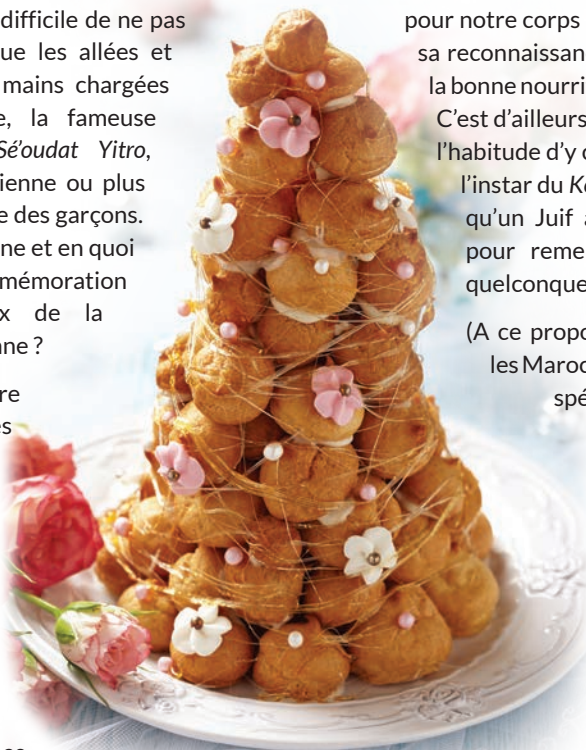 difficile de ne pas
ue les allées et
mains chargées
e, la fameuse
Sé’oudat Yitro,
ienne ou plus
e des garçons.
ne et en quoi
mémoration
x de la
ne ?
re
es
pour notre corps
sa reconnaissan
la bonne nourri
C’est d’ailleurs
l’habitude d’y
l’instar du
qu’un Juif
pour reme
quelconque
(A ce propo
les Maroc
spé